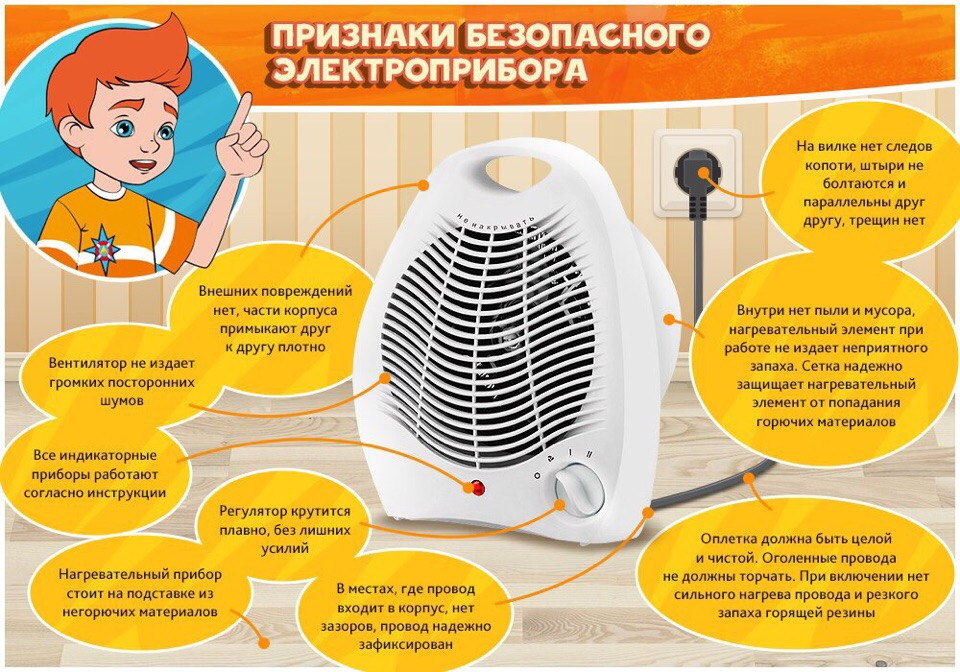 ПРИЗНАКИ БЕЗОПАСНОГО
ЭЛЕКТРОПРИБОРА
На вилке нет следов
копоти, штыри не
болтаются и
параллельны друг
другу, трещин нет
не накрывать
Внешних повреждений
нет, части корпуса
примыкают друг
к другу плотно
Внутри нет пыли и мусора,
нагревательный элемент при
работе не издает неприятного
запаха. Сетка надежно
защищает нагревательный
элемент от попадания
горючих материалов
Вентилятор не издает
громких посторонних
шумов
Все индикаторные
приборы работают
согласно инструкции
Регулятор крутится
плавно, без лишних
усилий
Оплетка должна быть целой
и чистой. Оголенные провода
не должны торчать. При включении нет
сильного нагрева провода и резкого
запаха горящей резины
Нагревательный прибор
стоит на подставке из
негорючих материалов
В местах, где провод
входит в корпус, нет
зазоров, провод надежно
зафиксирован